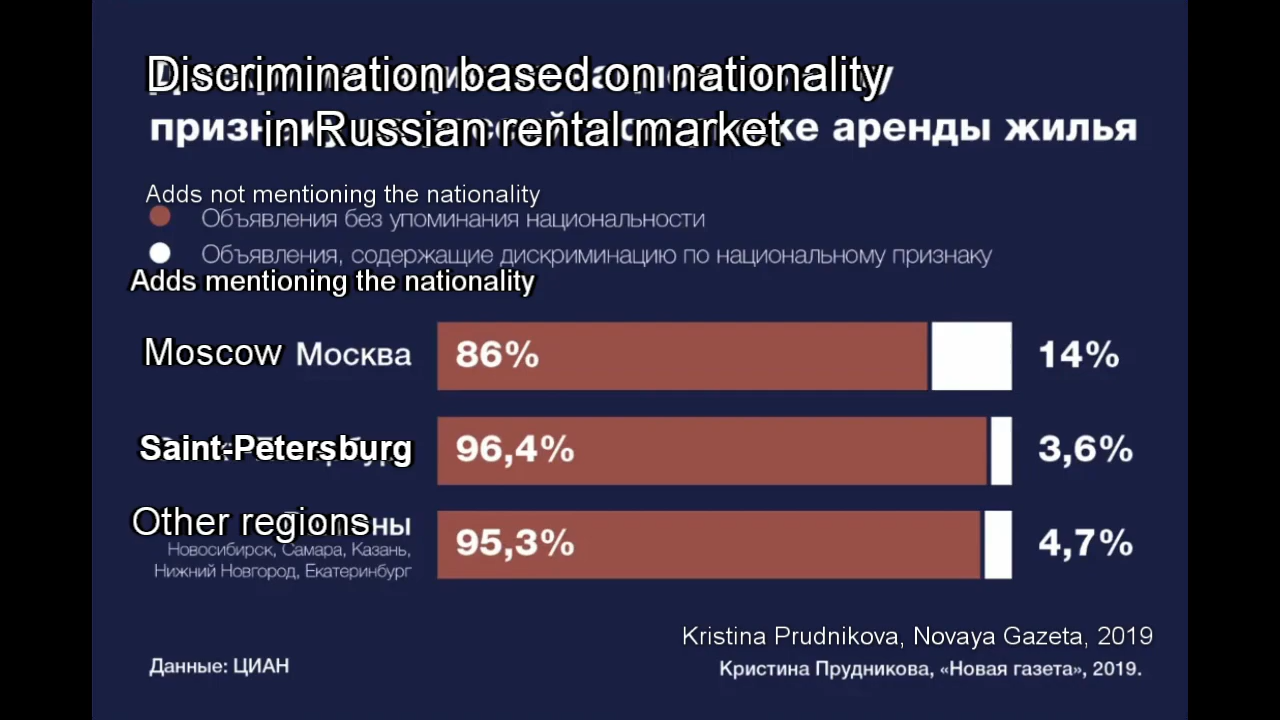 Discrimination based on nationality
in Russian rental market
аренды жилья
Adds not mentioning the nationality
Объявления без упоминания национальности
Объявления, содержащие дискриминацию по национальному признаку
Adds mentioning the nationality
Moscow Москва 86% 14%
Saint-Petersburg 96,4% 3,6%
Other regions 95,3% 4,7%
Новосибирск, Самара, Казань,
Нижний Новгород, Екатеринбург
Kristina Prudnikova, Novaya Gazeta, 2019
Данные: ЦИАН
Кристина Прудникова, «Новая газета», 2019.